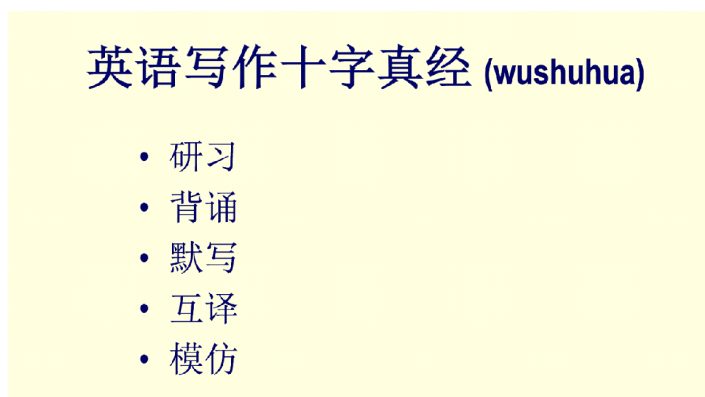 英语写作十字真经 (wushuhua)
• 研习
• 背诵
• 默写
• 互译
• 模仿